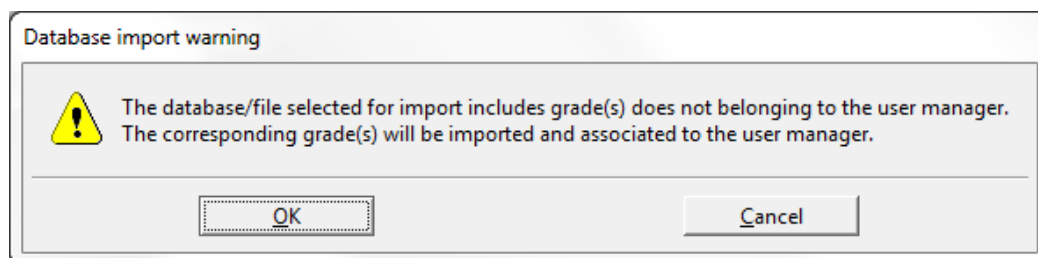 Database import warning
The database/file selected for import includes grade(s) does not belonging to the user manager.
The corresponding grade(s) will be imported and associated to the user manager.
OK
Cancel